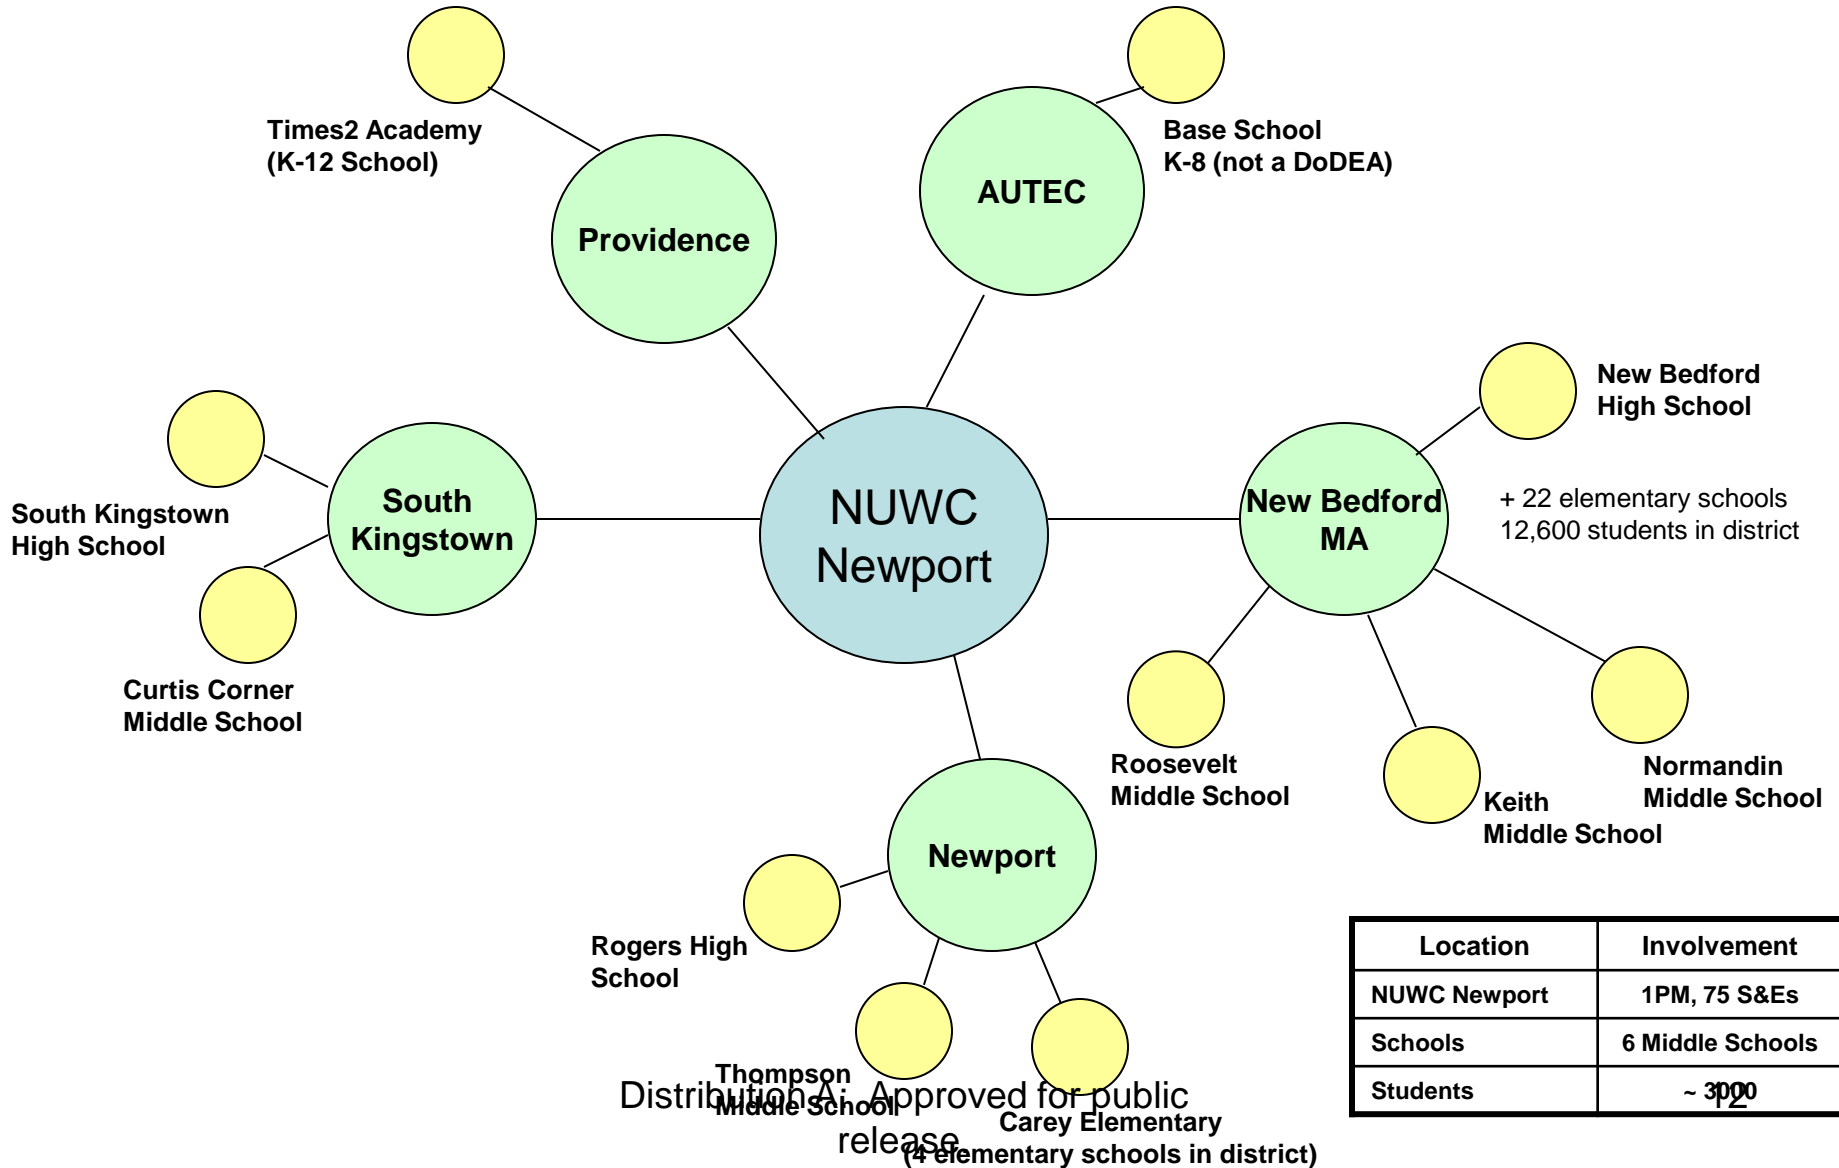 Times2 Academy
(K-12 School)
Base School
K-8 (not a DoDEA)
AUTEC
Providence
New Bedford
High School
South Kingstown
High School
South
Kingstown
NUWC
Newport
New Bedford
MA
+ 22 elementary schools
12,600 students in district
Curtis Corner
Middle School
Roosevelt
Middle School
Keith
Middle School
Normandin
Middle School
Newport
Rogers High
School
Thompson
Middle School
Carey Elementary
(4 elementary schools in district)
Location Involvement
NUWC Newport 1PM, 75 S&Es
Schools 6 Middle Schools
Students ~ 3000
Distribution A: Approved for public
release.
12